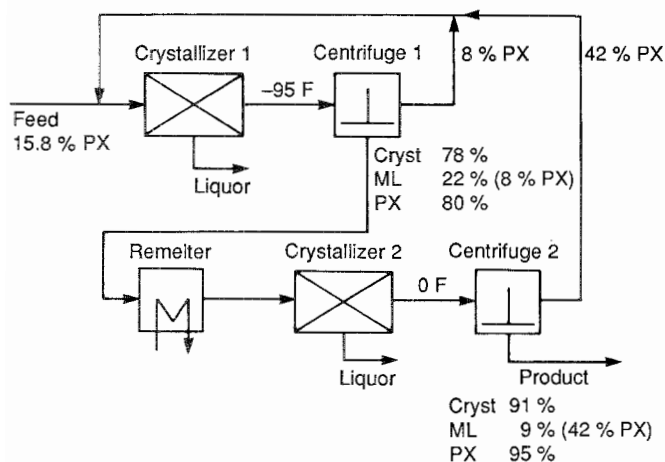 Crystallizer 1
Centrifuge 1
8 % PX
42 % PX
–95 F
Feed
15.8 % PX
Liquor
Cryst 78 %
ML 22 % (8 % PX)
PX 80 %
Remelter
Crystallizer 2
Centrifuge 2
0 F
Liquor
Product
Cryst 91 %
ML 9 % (42 % PX)
PX 95 %